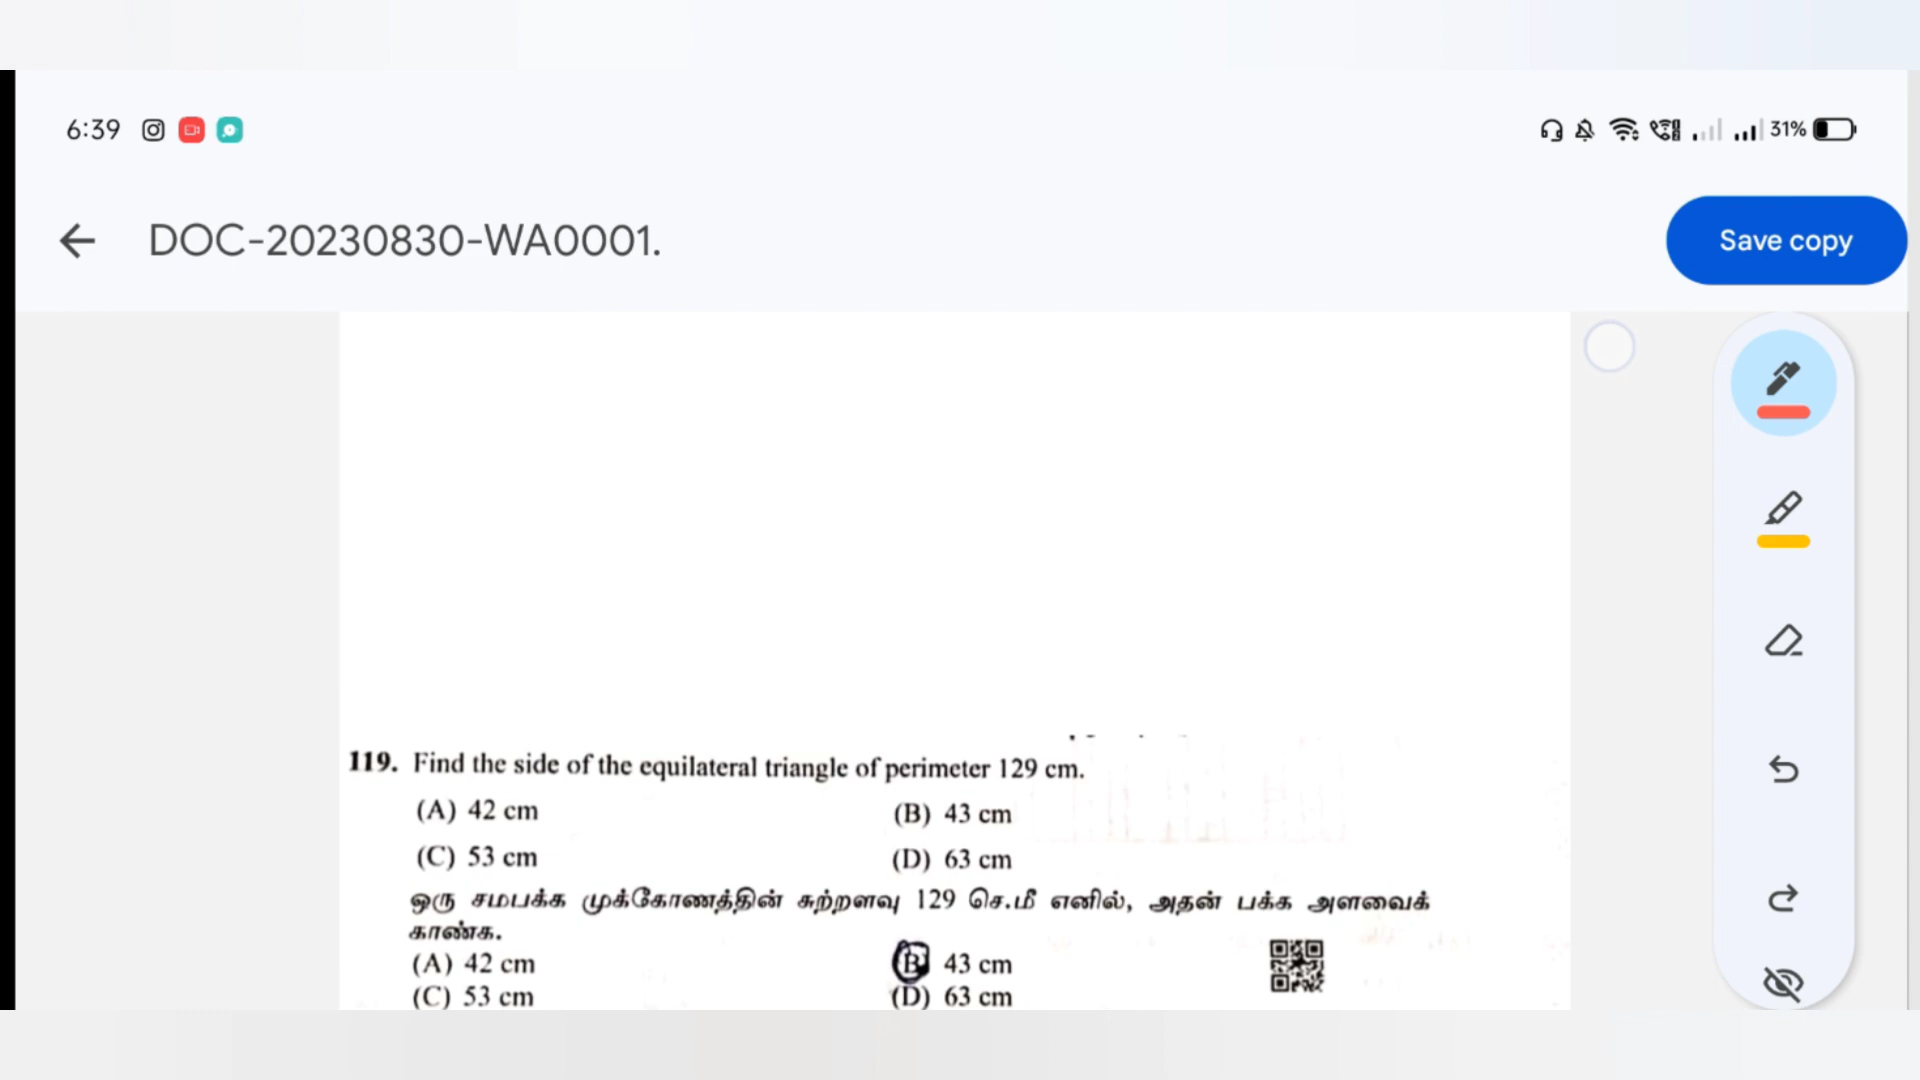 6:39
31%
DOC-20230830-WA0001.
Save copy
119. Find the side of the equilateral triangle of perimeter 129 cm.
(A) 42 cm (B) 43 cm
(C) 53 cm (D) 63 cm
ஒரு சமபக்க முக்கோணத்தின் சுற்றளவு 129 செ.மீ எனில், அதன் பக்க அளவைக்
காண்க.
(A) 42 cm (B) 43 cm
(C) 53 cm (D) 63 cm